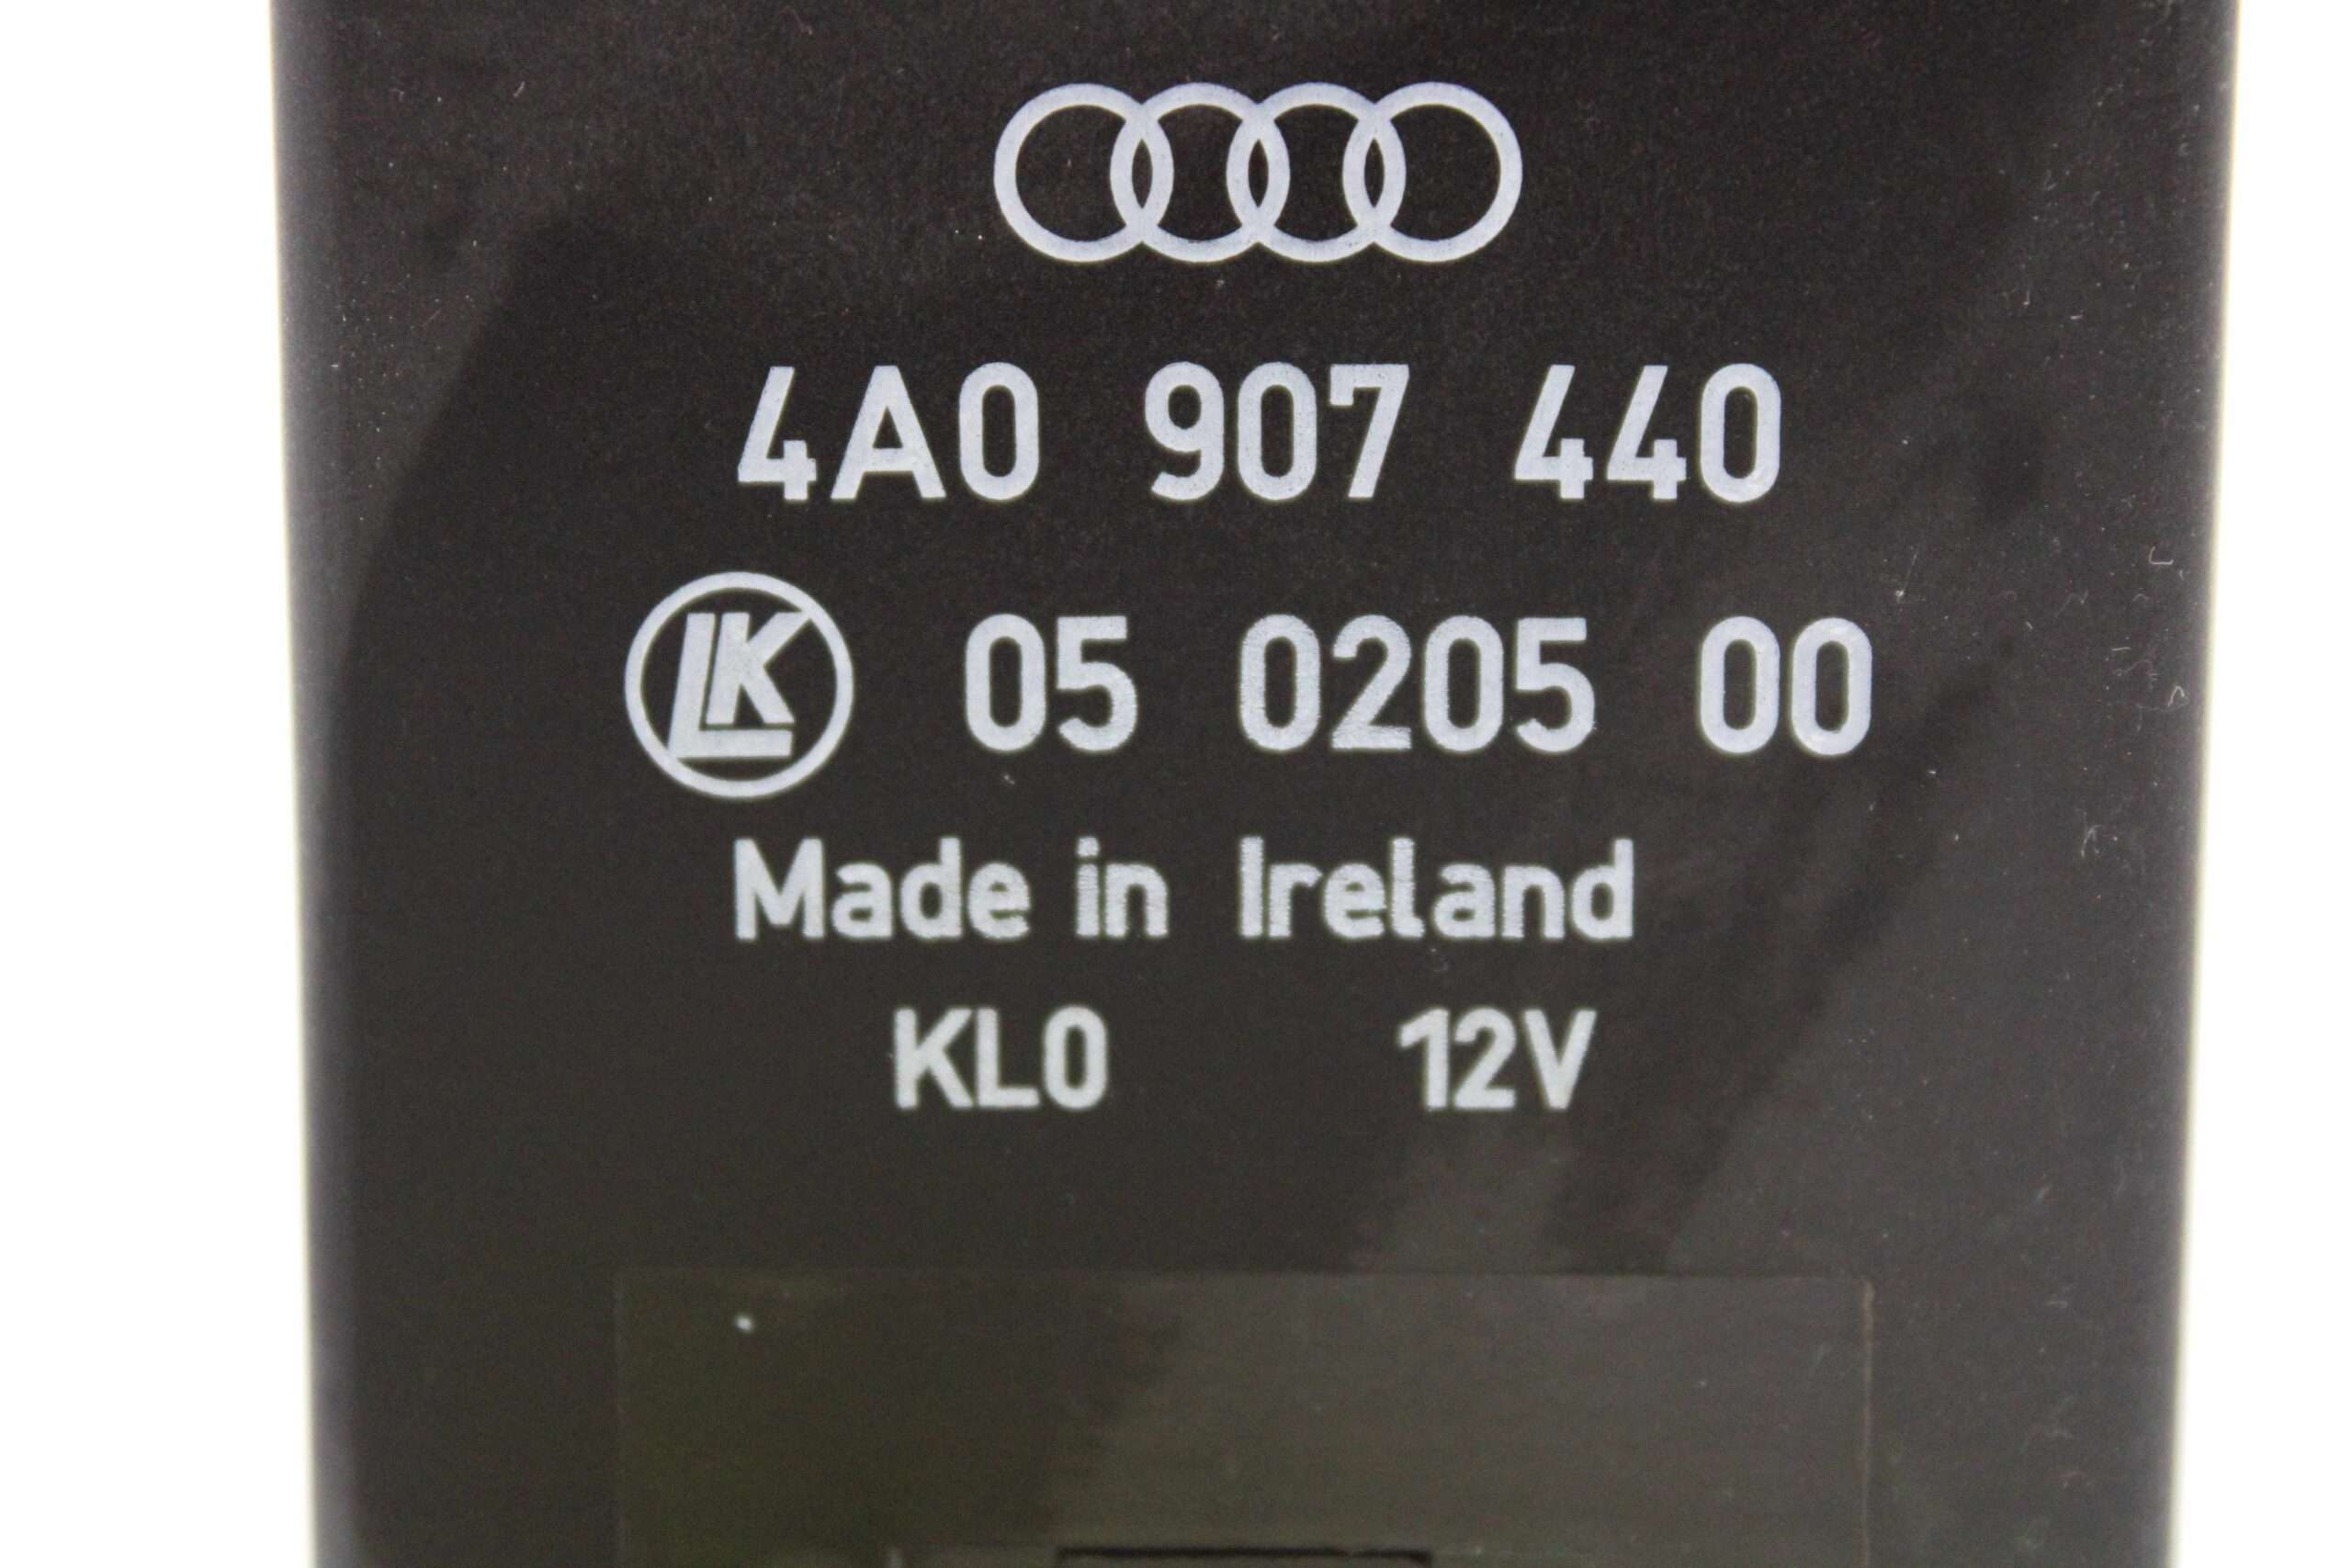 4A0 907 440
LK 05 0205 00
Made in Ireland
KL0 12V